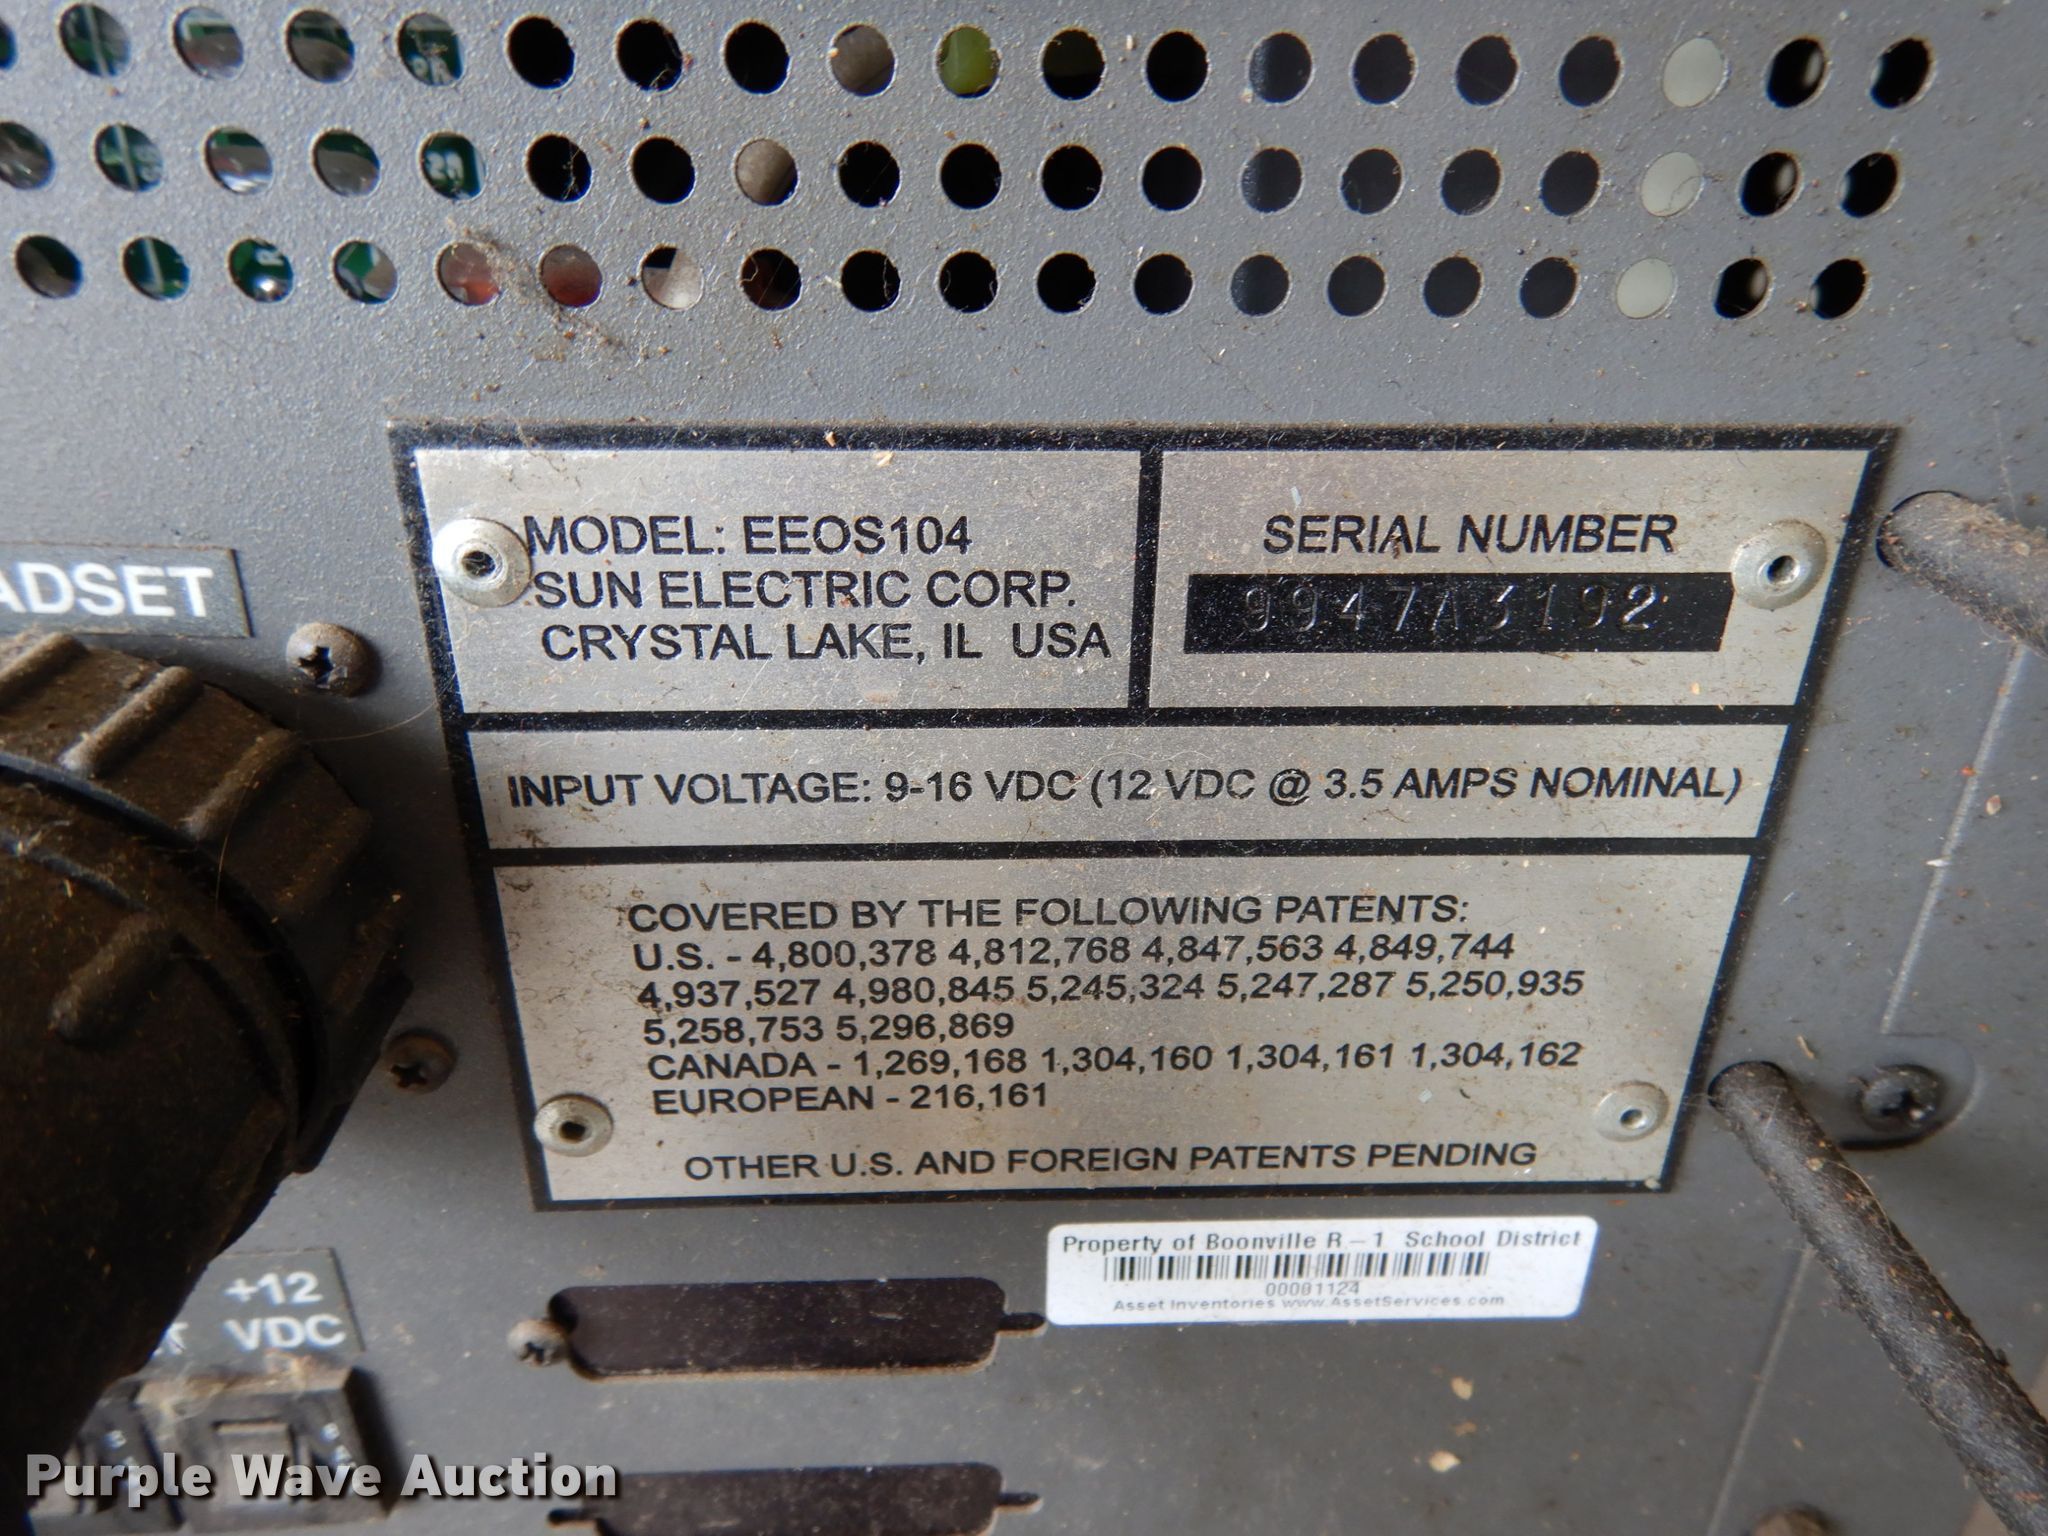 MODEL: EEOS104
SUN ELECTRIC CORP.
CRYSTAL LAKE, IL USA
SERIAL NUMBER
9947A3192
INPUT VOLTAGE: 9-16 VDC (12 VDC @ 3.5 AMPS NOMINAL)
COVERED BY THE FOLLOWING PATENTS:
U.S. - 4,800,378 4,812,768 4,847,563 4,849,744
4,937,527 4,980,845 5,245,324 5,247,287 5,250,935
5,258,753 5,296,869
CANADA - 1,269,168 1,304,160 1,304,161 1,304,162
EUROPEAN - 216,161
OTHER U.S. AND FOREIGN PATENTS PENDING
ADSET
Property of Boonville R-1 School District
00001124
Asset Inventories www.AssetServices.com
+12
VDC
Purple Wave Auction